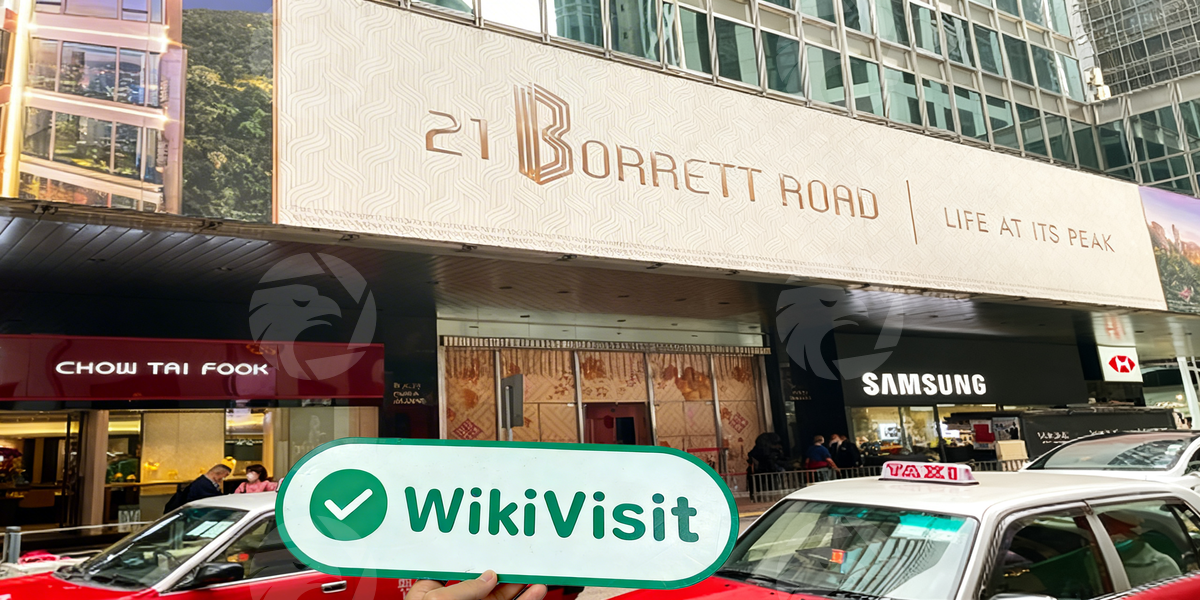 21 BORRETT ROAD | LIFE AT ITS PEAK
CHOW TAI FOOK
SAMSUNG
TAXI
WikiVisit